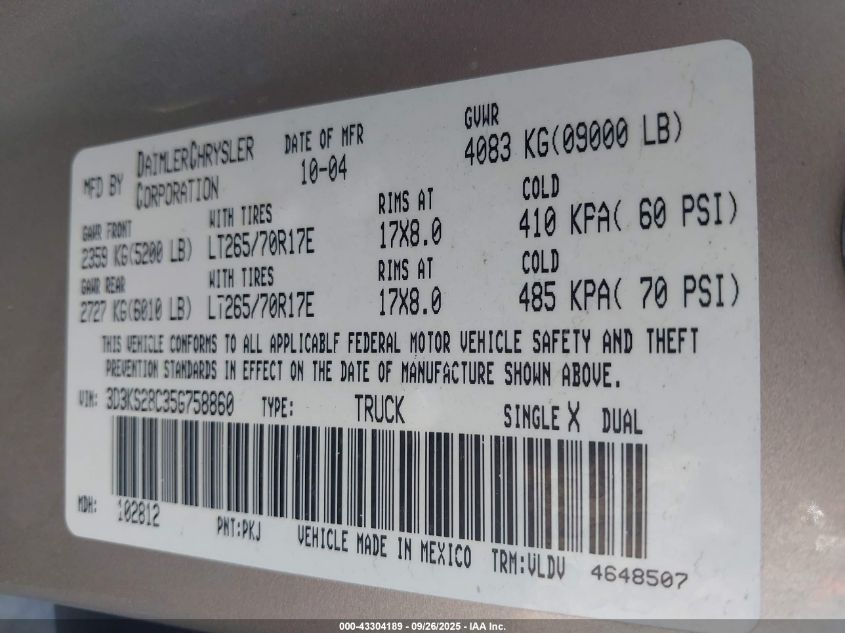 MFD BY DAIMLERCHRYSLER CORPORATION DATE OF MFR 10-04 GVWR 4083 KG(09000 LB)
GAWR FRONT WITH TIRES RIMS AT COLD
2359 KG(5200 LB) LT265/70R17E 17X8.0 410 KPA( 60 PSI)
GAWR REAR WITH TIRES RIMS AT COLD
2727 KG(6010 LB) LT265/70R17E 17X8.0 485 KPA( 70 PSI)
THIS VEHICLE CONFORMS TO ALL APPLICABLE FEDERAL MOTOR VEHICLE SAFETY AND THEFT
PREVENTION STANDARDS IN EFFECT ON THE DATE OF MANUFACTURE SHOWN ABOVE.
VIN: 3D3KS28C35G758860 TYPE: TRUCK SINGLE X DUAL
MDH: 102812 PNT:PKJ VEHICLE MADE IN MEXICO TRM:VLDV 4648507
000-43304189 - 09/26/2025 - IAA Inc.